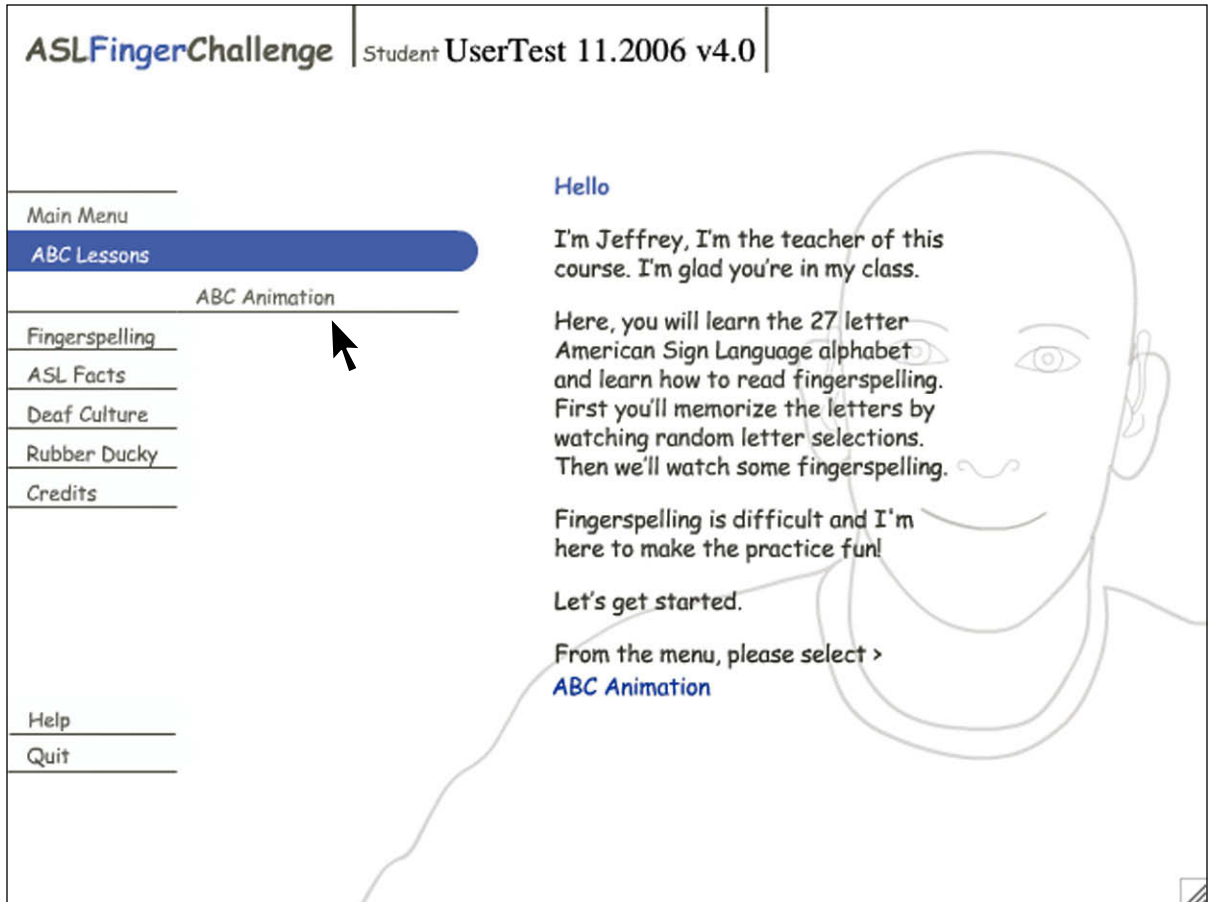 ASLFingerChallenge Student UserTest 11.2006 v4.0
Main Menu
ABC Lessons
ABC Animation
Fingerspelling
ASL Facts
Deaf Culture
Rubber Ducky
Credits
Help
Quit
Hello
I'm Jeffrey, I'm the teacher of this
course. I'm glad you're in my class.
Here, you will learn the 27 letter
American Sign Language alphabet
and learn how to read fingerspelling.
First you'll memorize the letters by
watching random letter selections.
Then we'll watch some fingerspelling.
Fingerspelling is difficult and I'm
here to make the practice fun!
Let's get started.
From the menu, please select >
ABC Animation